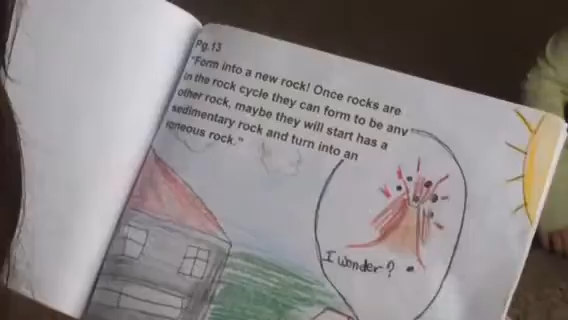 Pg.13
"Form into a new rock! Once rocks are
in the rock cycle they can form to be any
other rock, maybe they will start has a
sedimentary rock and turn into an
igneous rock."
I wonder?